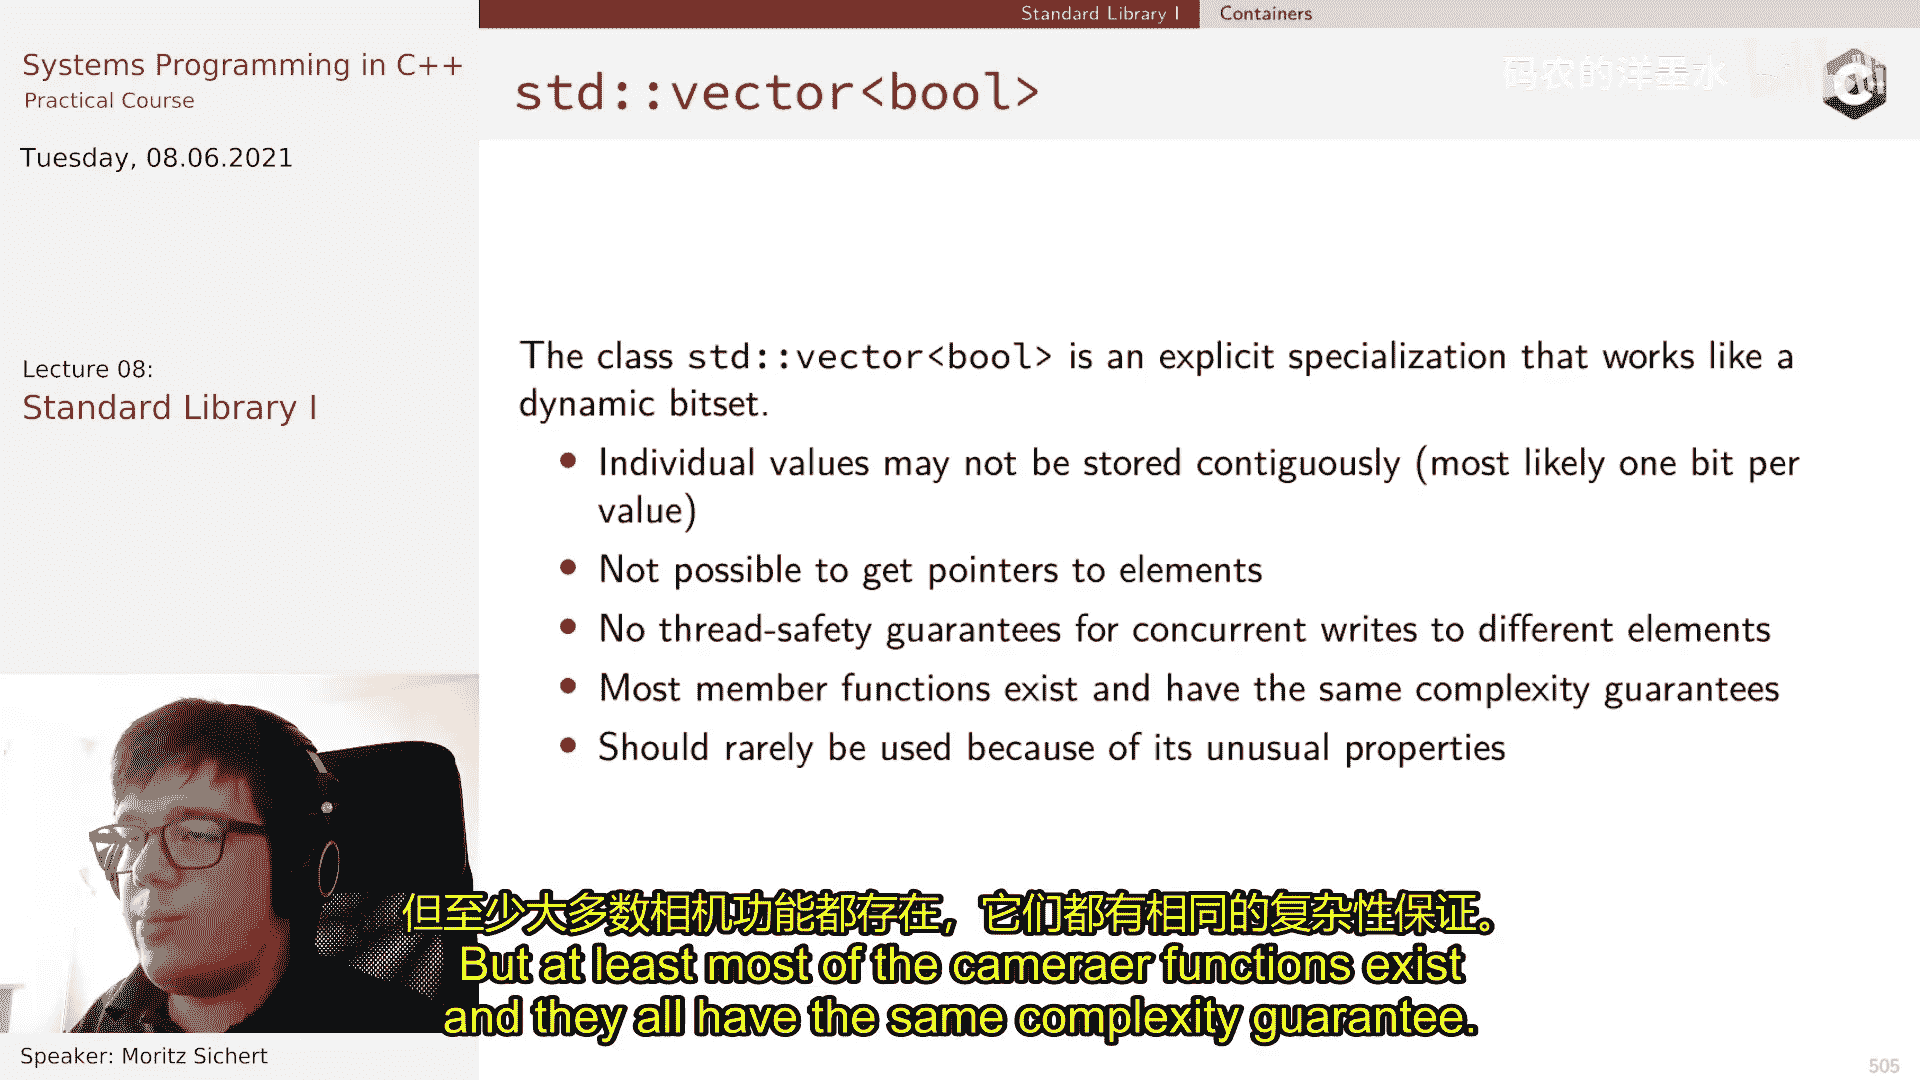 Standard Library I
Containers
Systems Programming in C++
Practical Course
Tuesday, 08.06.2021
std::vector<bool>
码农的洋墨水
Lecture 08:
Standard Library I
The class std::vector<bool> is an explicit specialization that works like a
dynamic bitset.
• Individual values may not be stored contiguously (most likely one bit per
value)
• Not possible to get pointers to elements
• No thread-safety guarantees for concurrent writes to different elements
• Most member functions exist and have the same complexity guarantees
• Should rarely be used because of its unusual properties
但至少大多数相机功能都存在，它们都有相同的复杂性保证。
But at least most of the cameraer functions exist
and they all have the same complexity guarantee.
Speaker: Moritz Sichert
505